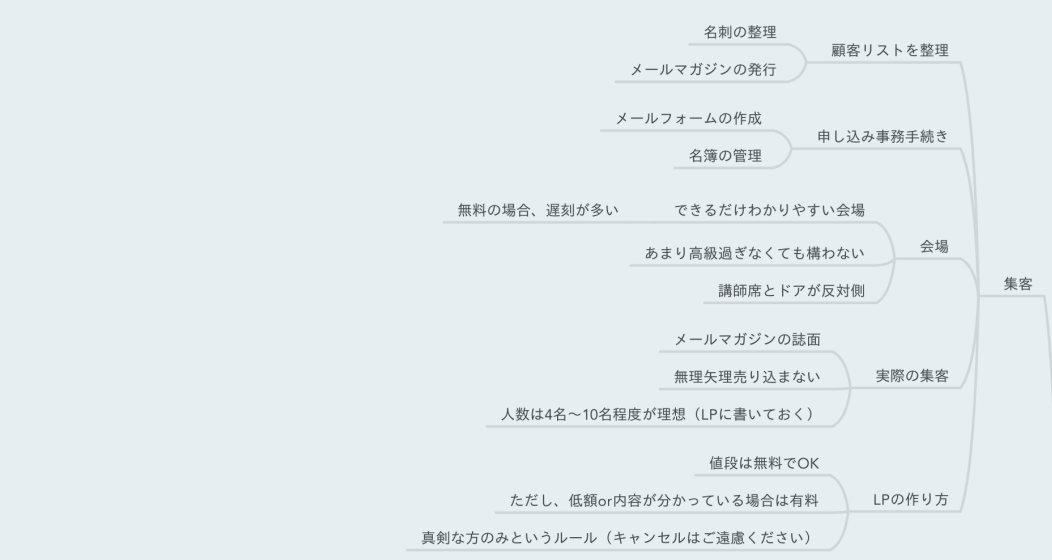 名刺の整理
顧客リストを整理
メールマガジンの発行
メールフォームの作成
申し込み事務手続き
名簿の管理
無料の場合、遅刻が多い
できるだけわかりやすい会場
会場
あまり高級過ぎなくても構わない
講師席とドアが反対側
集客
メールマガジンの誌面
無理矢理売り込まない
実際の集客
人数は4名〜10名程度が理想（LPに書いておく）
値段は無料でOK
ただし、低額or内容が分かっている場合は有料
LPの作り方
真剣な方のみというルール（キャンセルはご遠慮ください）